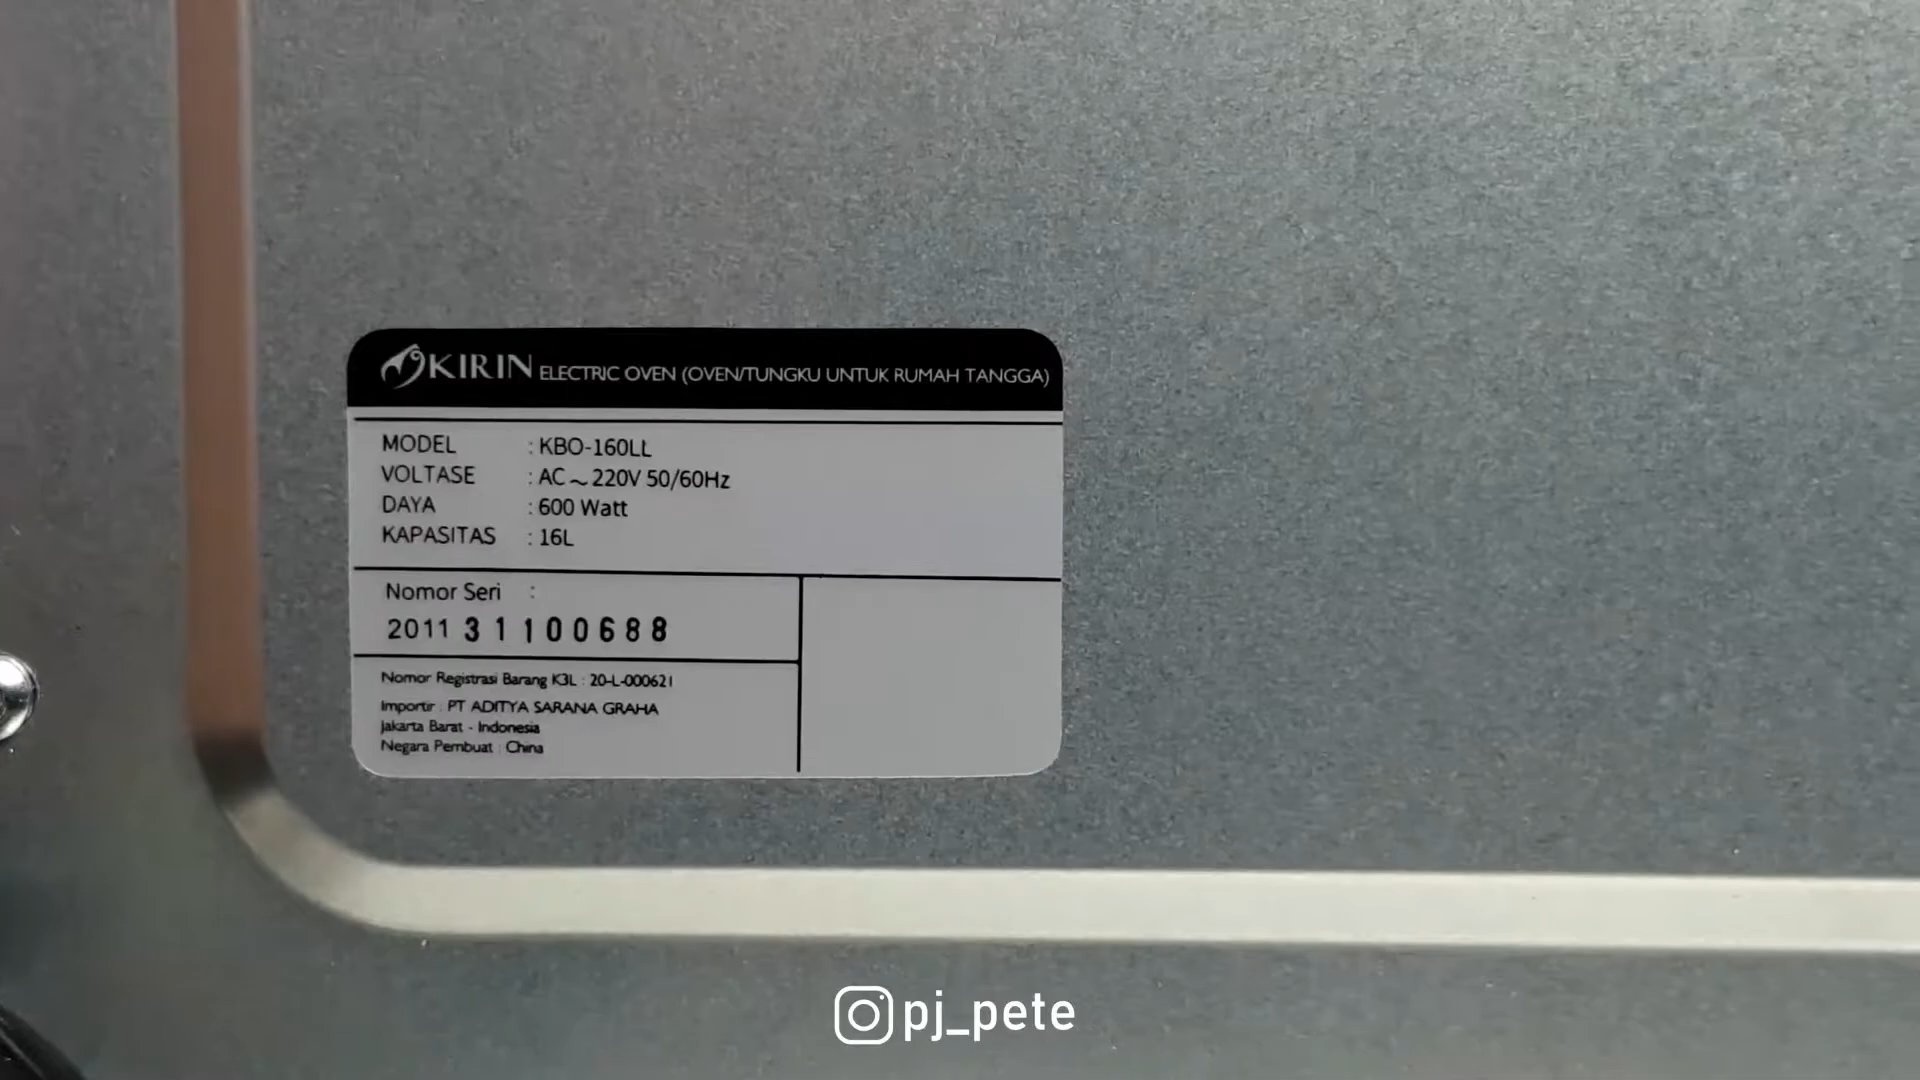 KIRIN ELECTRIC OVEN (OVEN/TUNGKU UNTUK RUMAH TANGGA)
MODEL : KBO-160LL
VOLTASE : AC ~ 220V 50/60Hz
DAYA : 600 Watt
KAPASITAS : 16L
Nomor Seri :
2011 31100688
Nomor Registrasi Barang K3L : 20-L-000621
Importir : PT ADITYA SARANA GRAHA
Jakarta Barat - Indonesia
Negara Pembuat : China
pj_pete